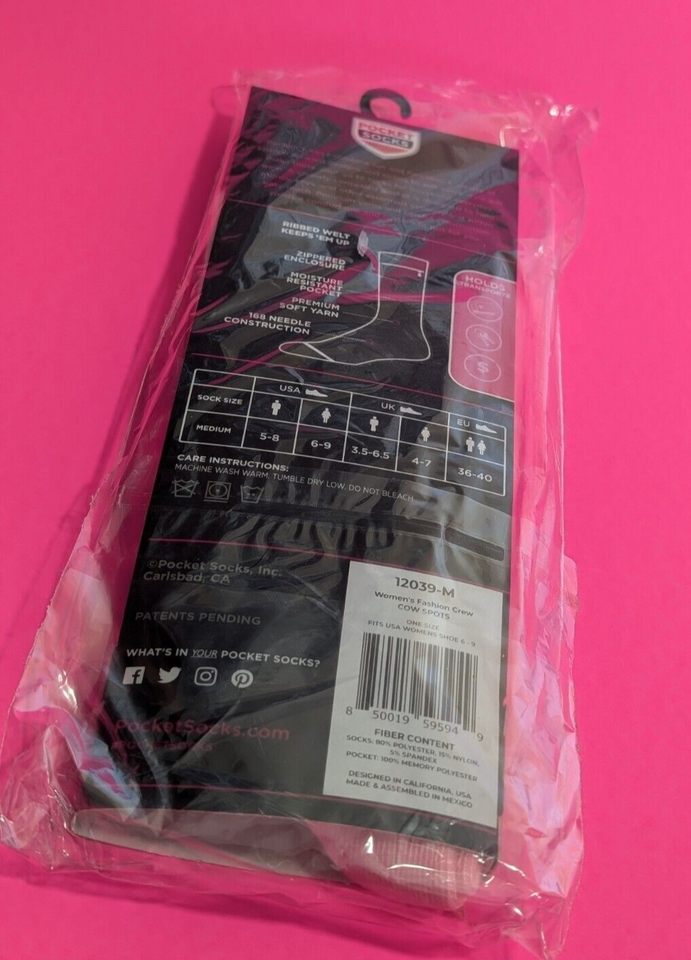 POCKET
SOCKS
RIBBED WELT
KEEPS 'EM UP
ZIPPERED
ENCLOSURE
MOISTURE
RESISTANT
POCKET
PREMIUM
SOFT YARN
168 NEEDLE
CONSTRUCTION
HOLDS
$
SOCK SIZE USA UK EU
MEDIUM 5-8 6-9 3.5-6.5 4-7 36-40
CARE INSTRUCTIONS:
MACHINE WASH WARM. TUMBLE DRY LOW. DO NOT BLEACH.
©Pocket Socks, Inc.
Carlsbad, CA
PATENTS PENDING
WHAT'S IN YOUR POCKET SOCKS?
PocketSocks.com
12039-M
Women's Fashion Crew
COW SPOTS
ONE SIZE
FITS USA WOMENS SHOE 6 - 9
8 50019 59594 9
FIBER CONTENT
SOCKS: 80% POLYESTER, 15% NYLON,
5% SPANDEX
POCKET: 100% MEMORY POLYESTER
DESIGNED IN CALIFORNIA, USA
MADE & ASSEMBLED IN MEXICO